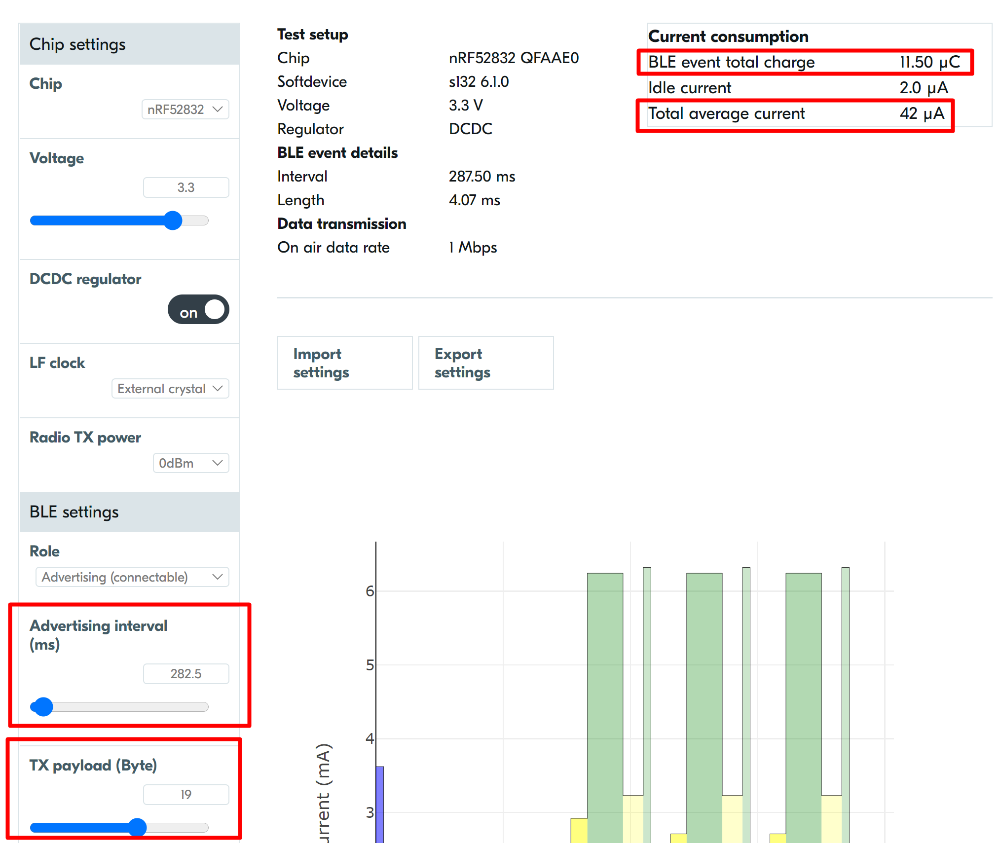 Chip settings
Chip
nRF52832
Voltage
3.3
DCDC regulator
on
LF clock
External crystal
Radio TX power
0dBm
BLE settings
Role
Advertising (connectable)
Advertising interval
(ms)
282.5
TX payload (Byte)
19
Test setup
Chip nRF52832 QFAAE0
Softdevice s132 6.1.0
Voltage 3.3 V
Regulator DCDC
BLE event details
Interval 287.50 ms
Length 4.07 ms
Data transmission
On air data rate 1 Mbps
Current consumption
BLE event total charge 11.50 µC
Idle current 2.0 µA
Total average current 42 µA
Import
settings
Export
settings
6
5
4
3
urrent (mA)